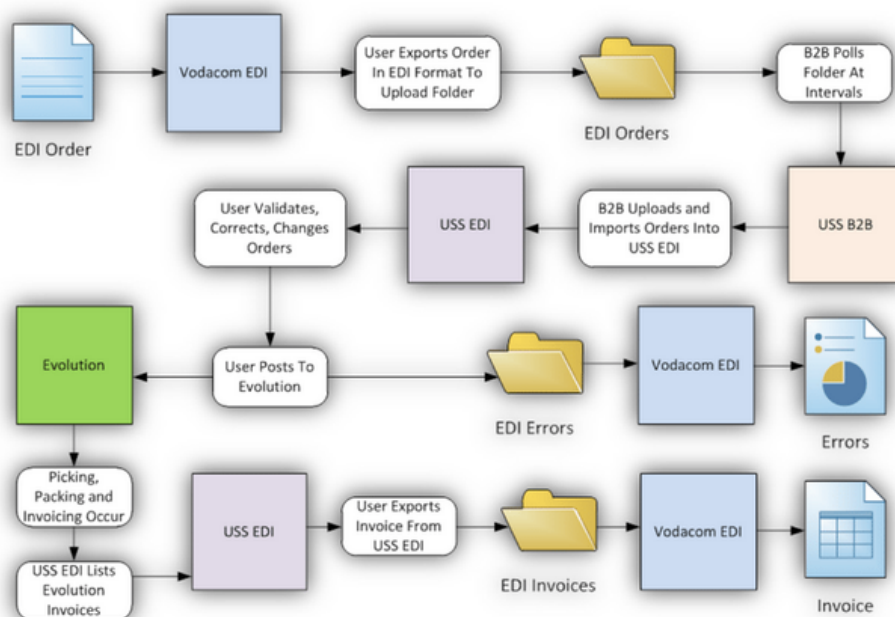 EDI Order
Vodacom EDI
User Exports Order
In EDI Format To
Upload Folder
EDI Orders
B2B Polls
Folder At
Intervals
User Validates,
Corrects, Changes
Orders
USS EDI
B2B Uploads and
Imports Orders Into
USS EDI
USS B2B
Evolution
User Posts To
Evolution
EDI Errors
Vodacom EDI
Errors
Picking,
Packing and
Invoicing Occur
USS EDI Lists
Evolution
Invoices
USS EDI
User Exports
Invoice From
USS EDI
EDI Invoices
Vodacom EDI
Invoice